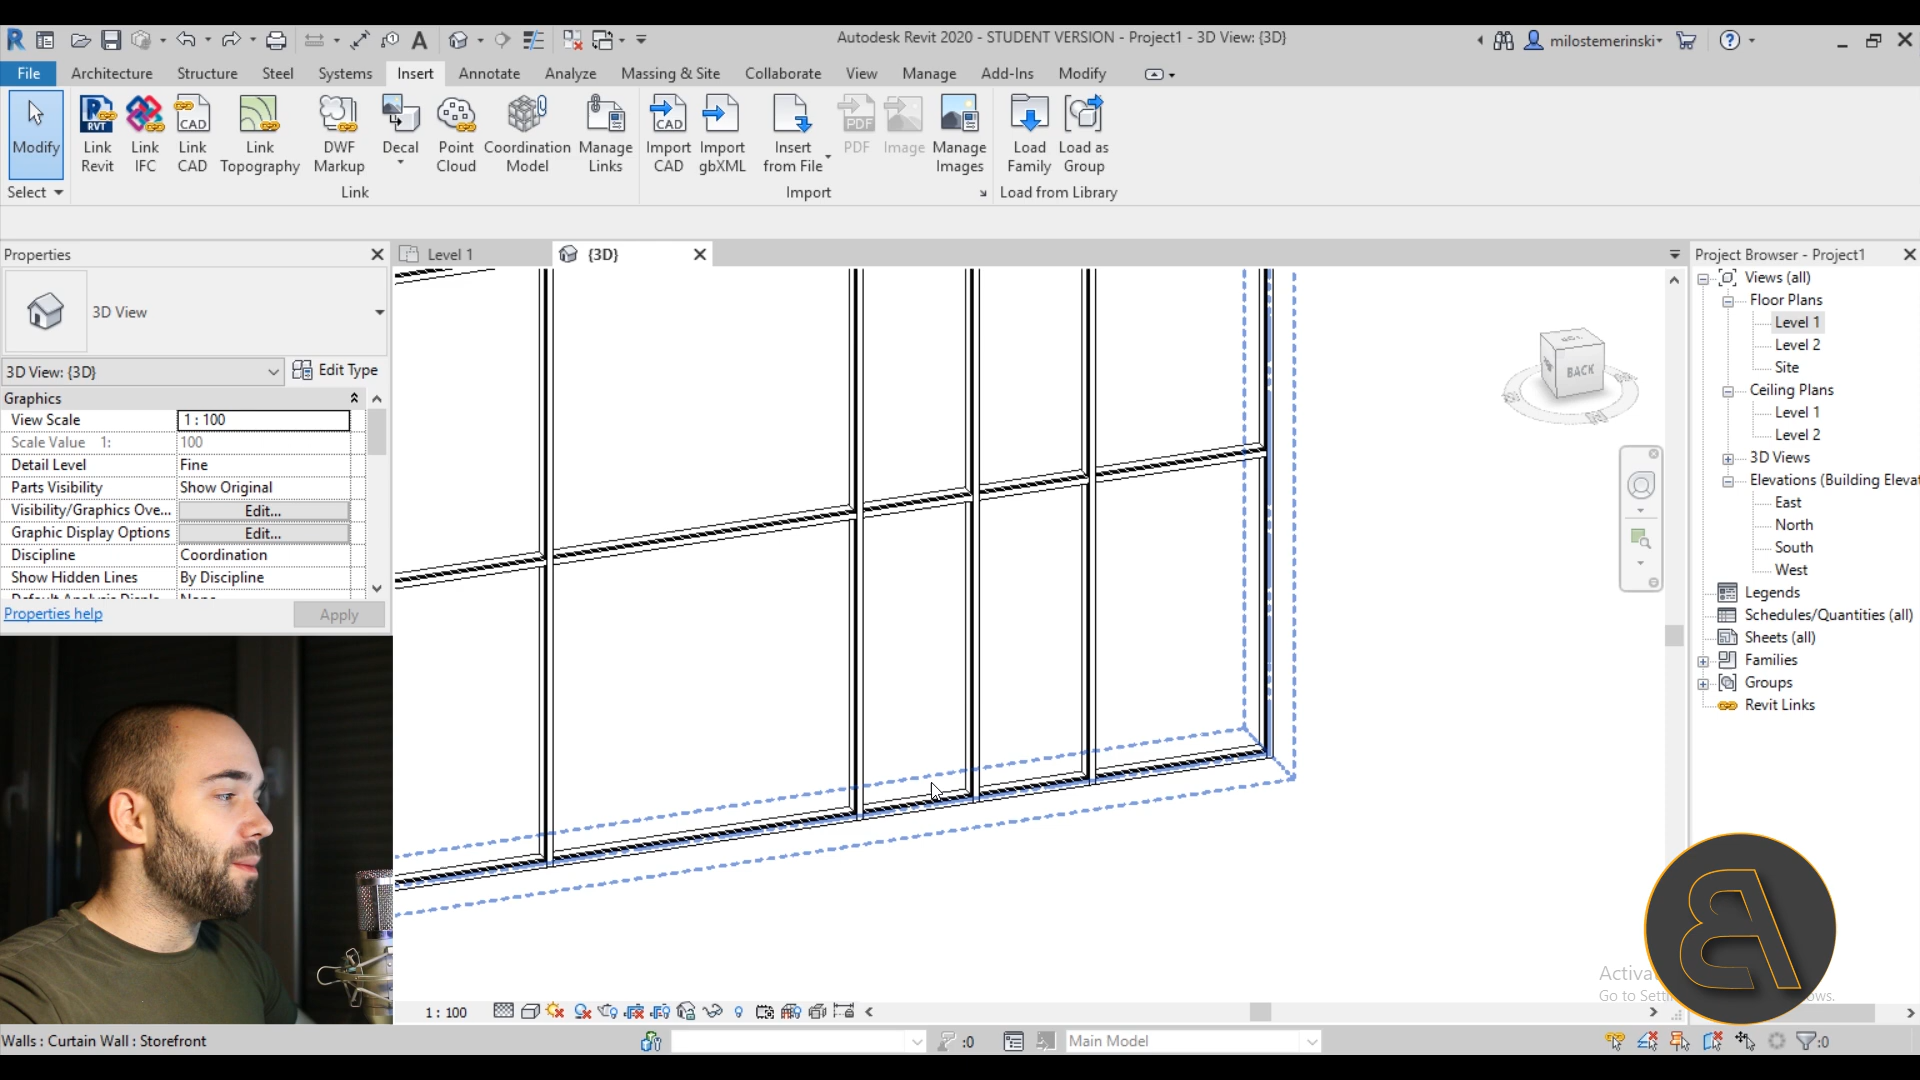 Autodesk Revit 2020 - STUDENT VERSION - Project1 - 3D View: {3D}
milostemerinski
File Architecture Structure Steel Systems Insert Annotate Analyze Massing & Site Collaborate View Manage Add-Ins Modify
Modify
Link Revit
Link IFC
Link CAD
Link Topography
DWF Markup
Decal
Point Cloud
Coordination Model
Manage Links
Import CAD
Import gbXML
Insert from File
PDF
Image
Manage Images
Load Family
Load as Group
Select
Link
Import
Load from Library
Properties
3D View
3D View: {3D}
Edit Type
Graphics
View Scale 1 : 100
Scale Value 1: 100
Detail Level Fine
Parts Visibility Show Original
Visibility/Graphics Ove... Edit...
Graphic Display Options Edit...
Discipline Coordination
Show Hidden Lines By Discipline
Properties help
Apply
Level 1
{3D}
BACK
Project Browser - Project1
Views (all)
Floor Plans
Level 1
Level 2
Site
Ceiling Plans
Level 1
Level 2
3D Views
Elevations (Building Elevat
East
North
South
West
Legends
Schedules/Quantities (all)
Sheets (all)
Families
Groups
Revit Links
1 : 100
Walls : Curtain Wall : Storefront
:0
Main Model
:0